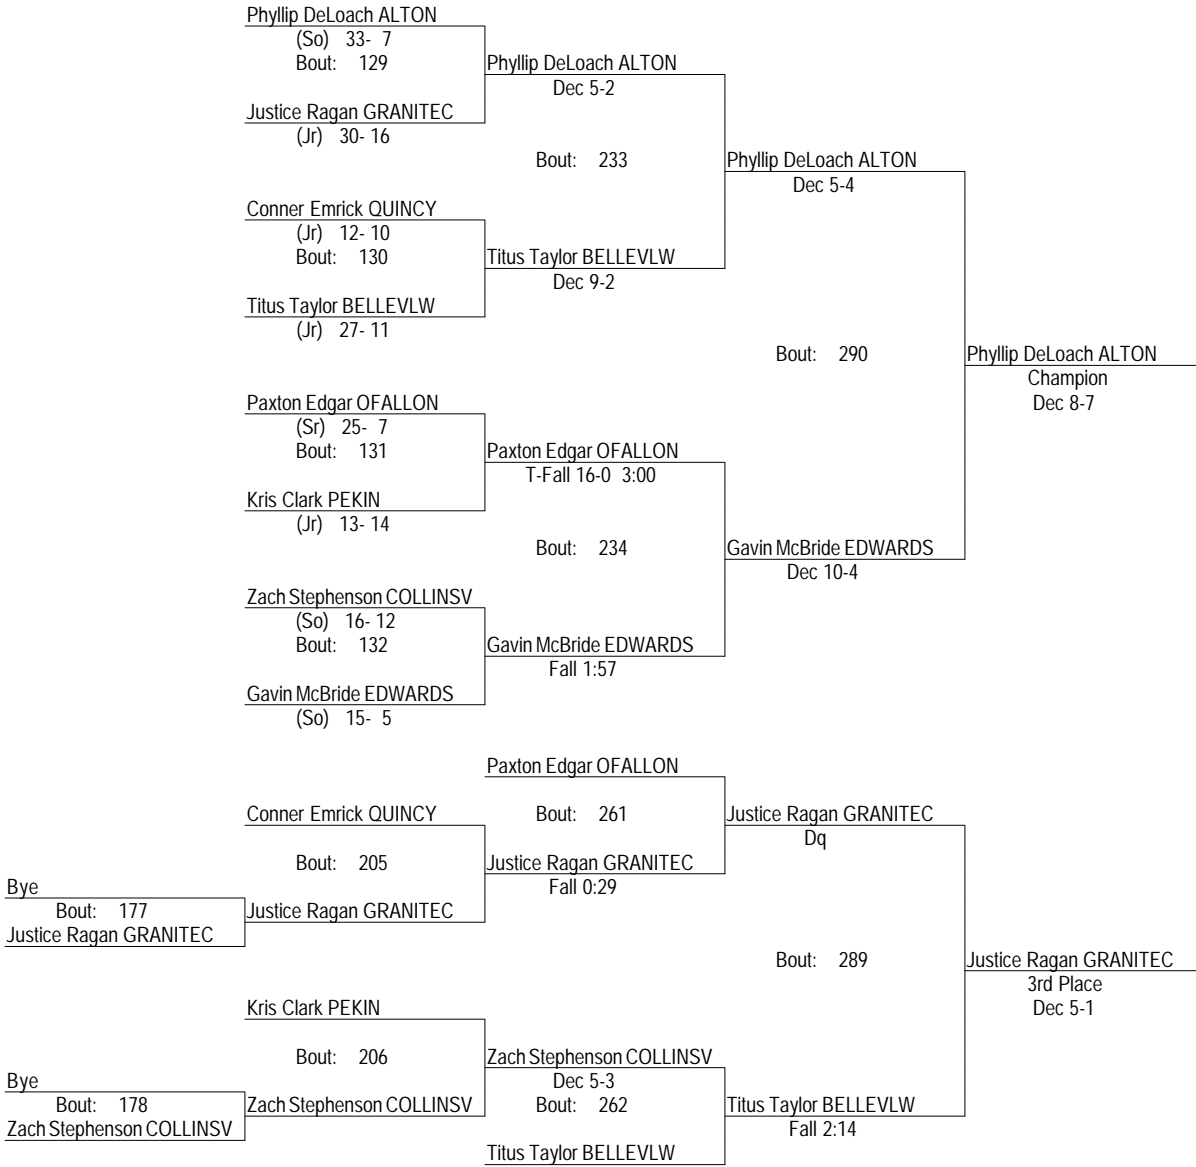 Phyllip DeLoach ALTON
(So) 33- 7
Bout: 129
Phyllip DeLoach ALTON
Dec 5-2
Justice Ragan GRANITEC
(Jr) 30- 16
Bout: 233
Phyllip DeLoach ALTON
Dec 5-4
Conner Emrick QUINCY
(Jr) 12- 10
Bout: 130
Titus Taylor BELLEVLW
Dec 9-2
Titus Taylor BELLEVLW
(Jr) 27- 11
Bout: 290
Phyllip DeLoach ALTON
Champion
Dec 8-7
Paxton Edgar OFALLON
(Sr) 25- 7
Bout: 131
Paxton Edgar OFALLON
T-Fall 16-0 3:00
Kris Clark PEKIN
(Jr) 13- 14
Bout: 234
Gavin McBride EDWARDS
Dec 10-4
Zach Stephenson COLLINSV
(So) 16- 12
Bout: 132
Gavin McBride EDWARDS
Fall 1:57
Gavin McBride EDWARDS
(So) 15- 5
Paxton Edgar OFALLON
Conner Emrick QUINCY
Bout: 261
Justice Ragan GRANITEC
Dq
Bout: 205
Justice Ragan GRANITEC
Fall 0:29
Bye
Bout: 177
Justice Ragan GRANITEC
Justice Ragan GRANITEC
Bout: 289
Justice Ragan GRANITEC
3rd Place
Dec 5-1
Kris Clark PEKIN
Bout: 206
Zach Stephenson COLLINSV
Dec 5-3
Bye
Bout: 178
Zach Stephenson COLLINSV
Zach Stephenson COLLINSV
Bout: 262
Titus Taylor BELLEVLW
Fall 2:14
Titus Taylor BELLEVLW